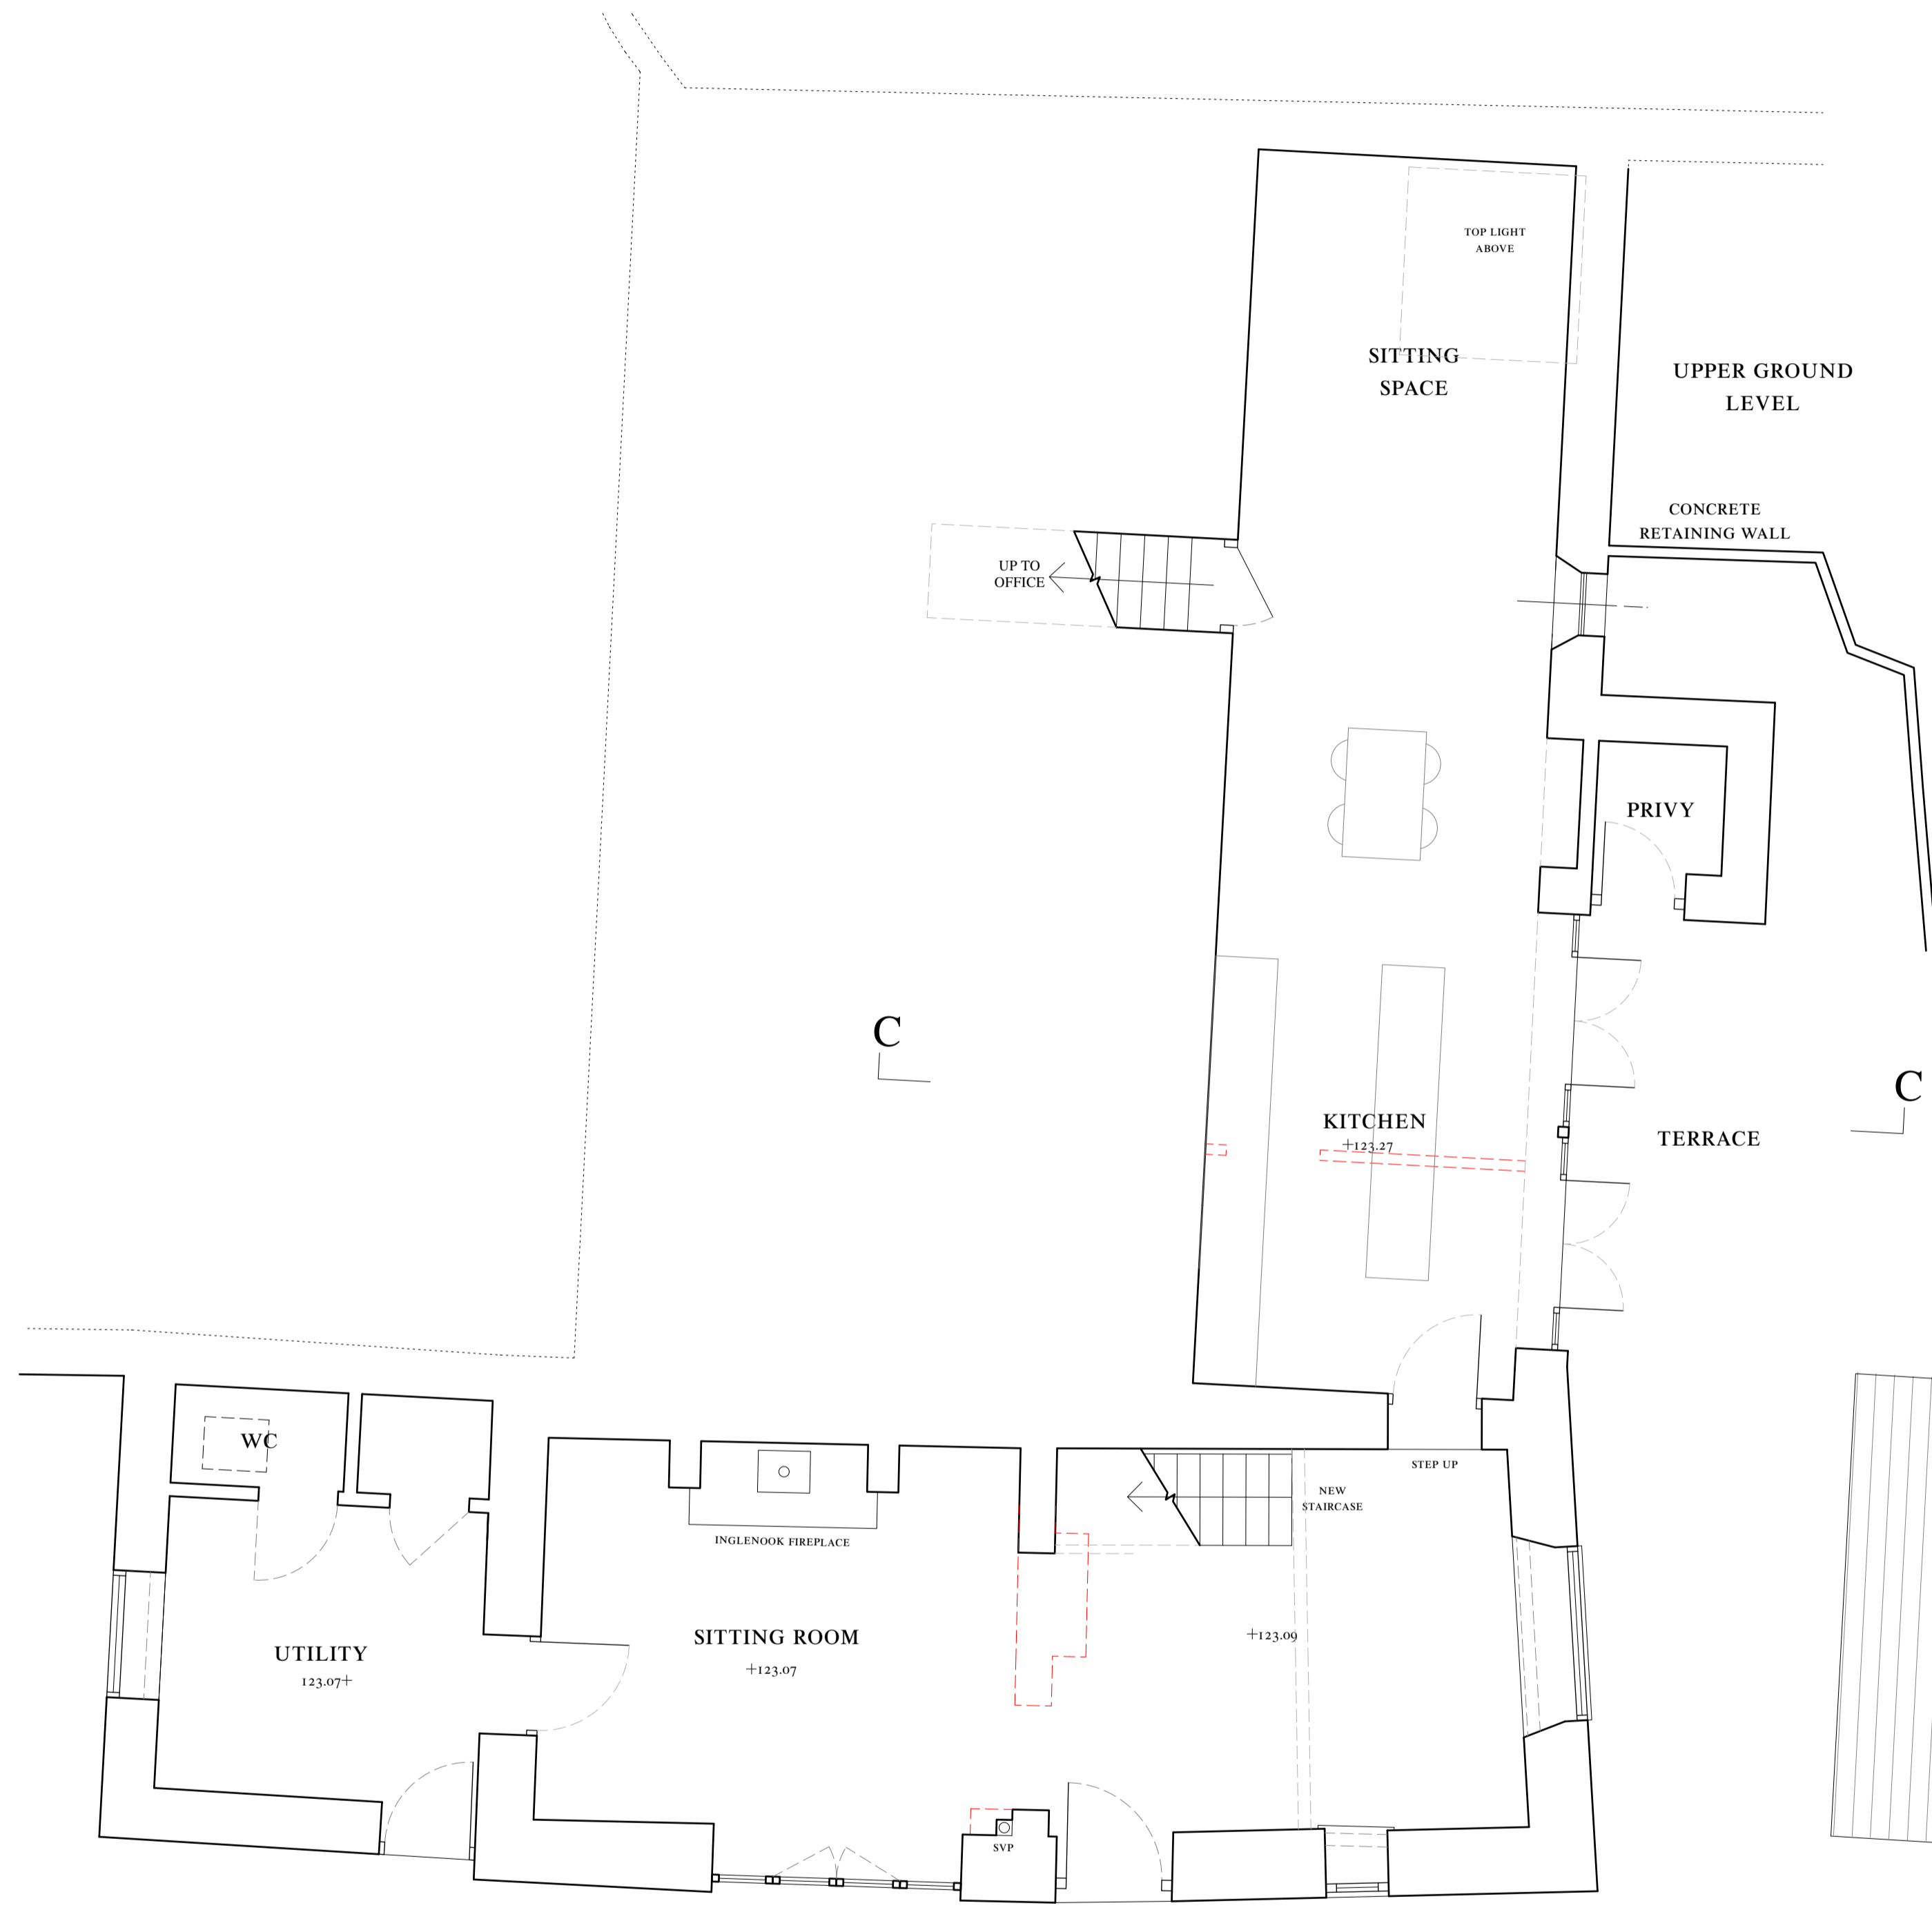 TOP LIGHT
ABOVE
SITTING
SPACE
UPPER GROUND
LEVEL
CONCRETE
RETAINING WALL
UP TO
OFFICE
PRIVY
C
C
KITCHEN
+123.27
TERRACE
WC
STEP UP
NEW
STAIRCASE
INGLENOOK FIREPLACE
SITTING ROOM
+123.07
+123.09
UTILITY
123.07+
SVP